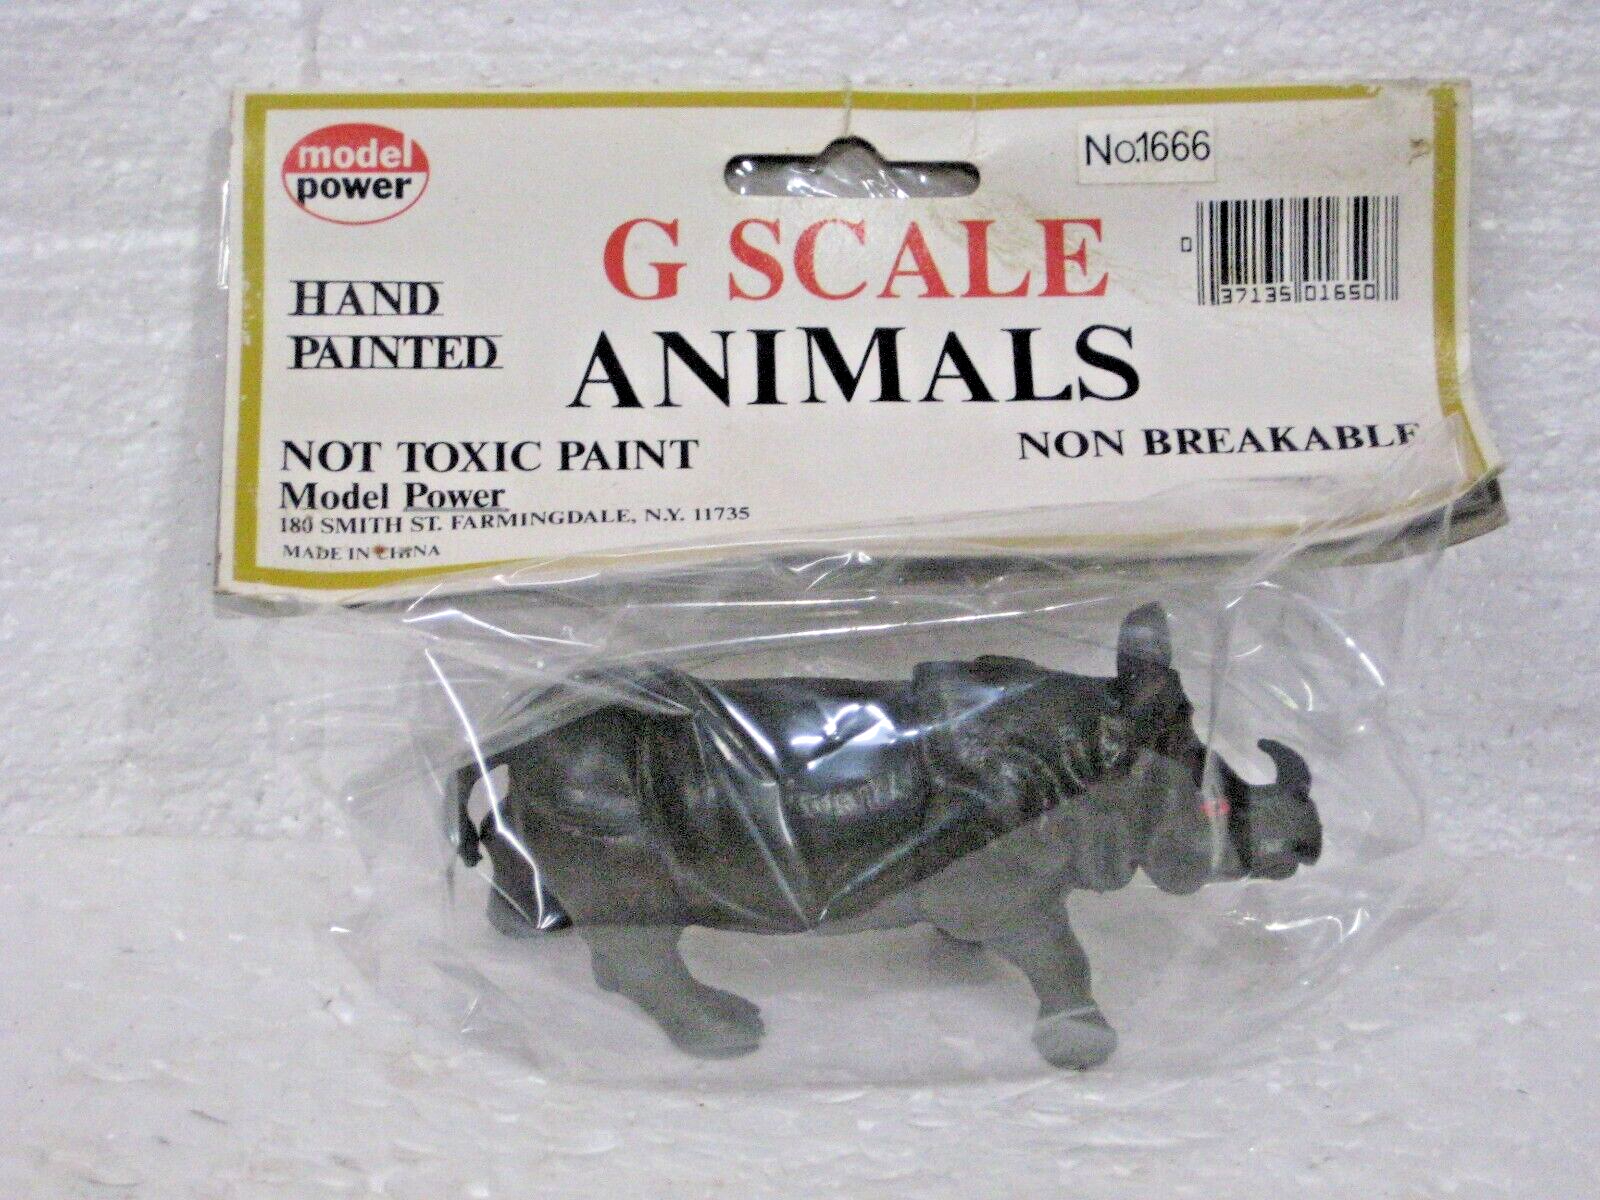 model
power
No.1666
G SCALE
HAND
PAINTED
ANIMALS
0 37135 01650
NOT TOXIC PAINT
NON BREAKABLE
Model Power
180 SMITH ST. FARMINGDALE, N.Y. 11735
MADE IN CHINA